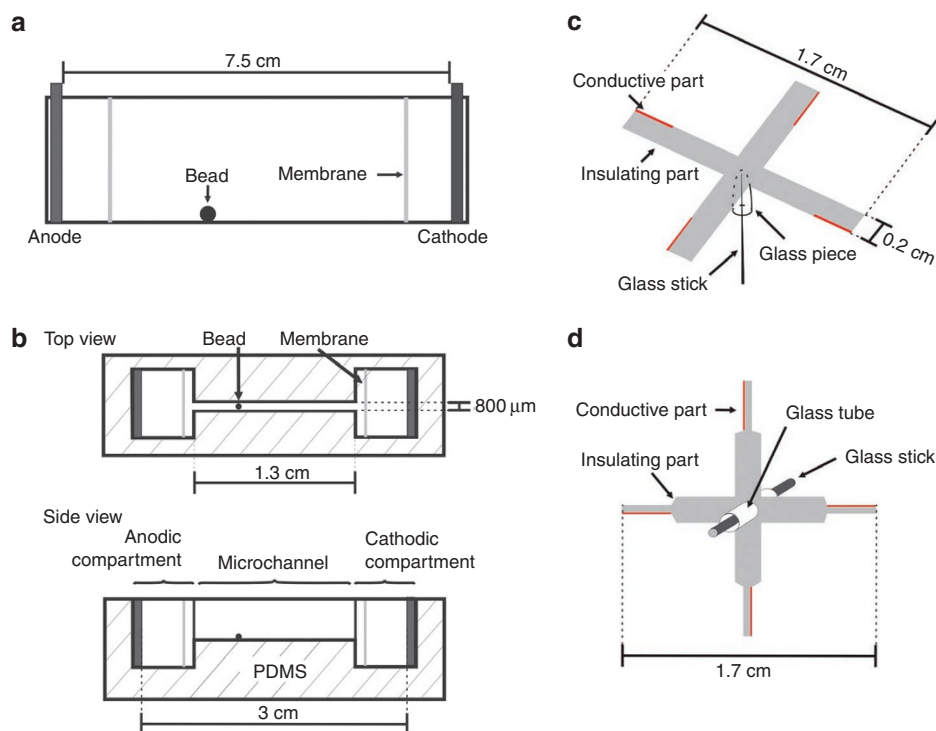 a
7.5 cm
Bead
Membrane
Anode
Cathode
b
Top view
Bead
Membrane
800 μm
1.3 cm
Side view
Anodic
compartment
Microchannel
Cathodic
compartment
PDMS
3 cm
c
1.7 cm
Conductive part
Insulating part
Glass piece
Glass stick
0.2 cm
d
Conductive part
Glass tube
Insulating part
Glass stick
1.7 cm